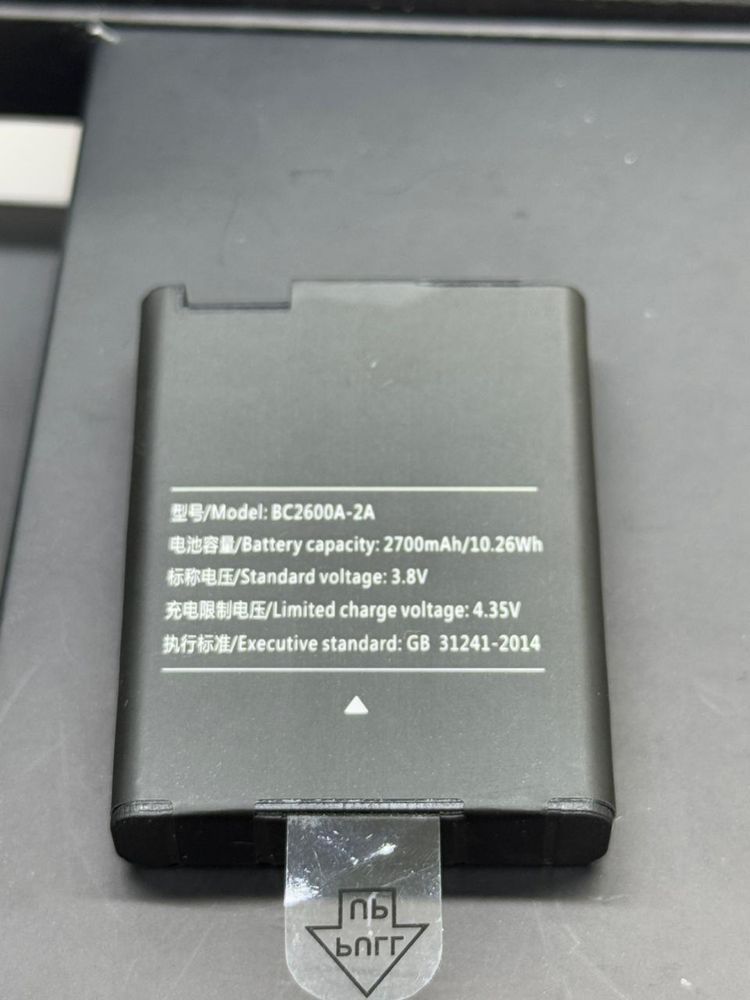 型号/Model: BC2600A-2A
电池容量/Battery capacity: 2700mAh/10.26Wh
标称电压/Standard voltage: 3.8V
充电限制电压/Limited charge voltage: 4.35V
执行标准/Executive standard: GB 31241-2014
PULL
UP